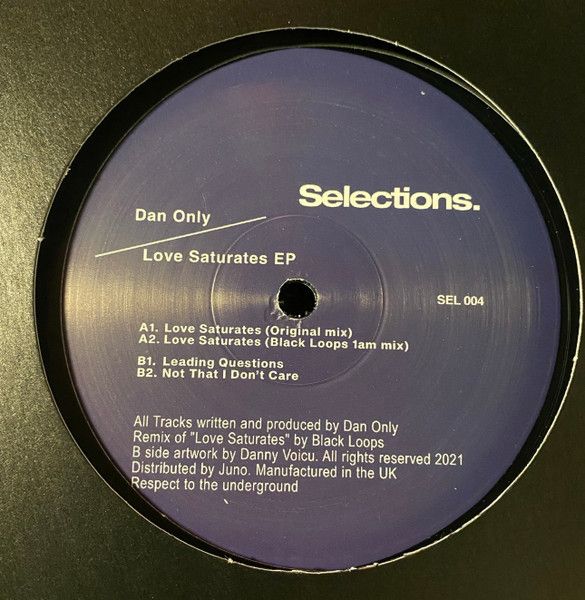 Selections.
Dan Only
Love Saturates EP
SEL 004
A1. Love Saturates (Original mix)
A2. Love Saturates (Black Loops 1am mix)
B1. Leading Questions
B2. Not That I Don't Care
All Tracks written and produced by Dan Only
Remix of "Love Saturates" by Black Loops
B side artwork by Danny Voicu. All rights reserved 2021
Distributed by Juno. Manufactured in the UK
Respect to the underground